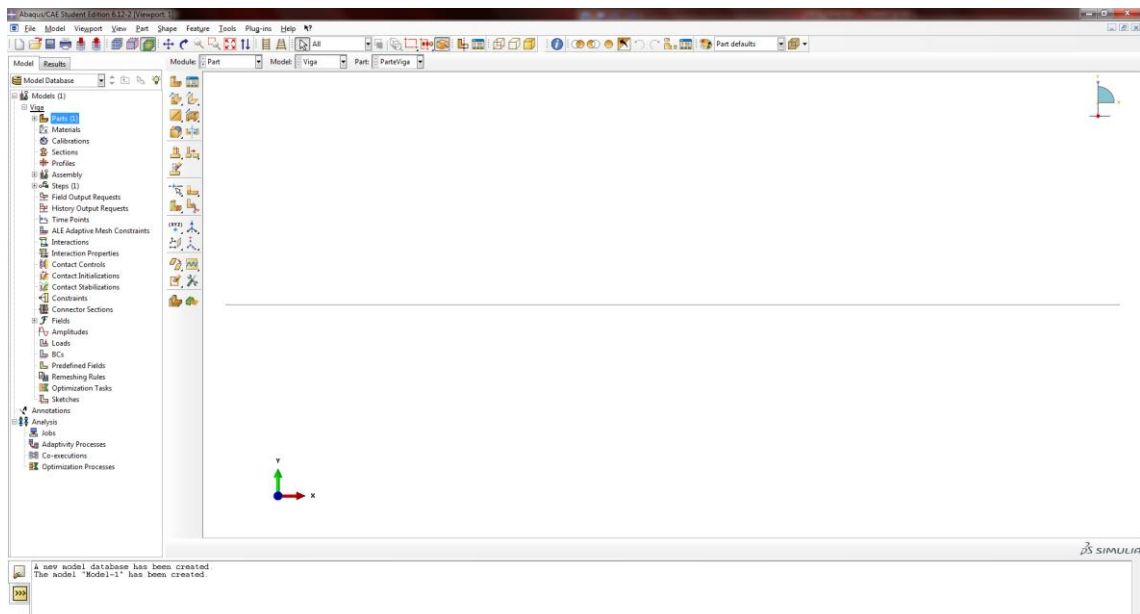 Abaqus/CAE Student Edition 6.12-2 [Viewport: 1]
File Model Viewport View Part Shape Feature Tools Plug-ins Help
All
Part defaults
Model Results
Module: Part Model: Viga Part: ParteViga
Model Database
Models (1)
Viga
Parts (1)
Materials
Calibrations
Sections
Profiles
Assembly
Steps (1)
Field Output Requests
History Output Requests
Time Points
ALE Adaptive Mesh Constraints
Interactions
Interaction Properties
Contact Controls
Contact Initializations
Contact Stabilizations
Constraints
Connector Sections
Fields
Amplitudes
Loads
BCs
Predefined Fields
Remeshing Rules
Optimization Tasks
Sketches
Annotations
Analysis
Jobs
Adaptivity Processes
Co-executions
Optimization Processes
(XYZ)
Y
X
SIMULIA
A new model database has been created.
The model "Model-1" has been created.
>>>